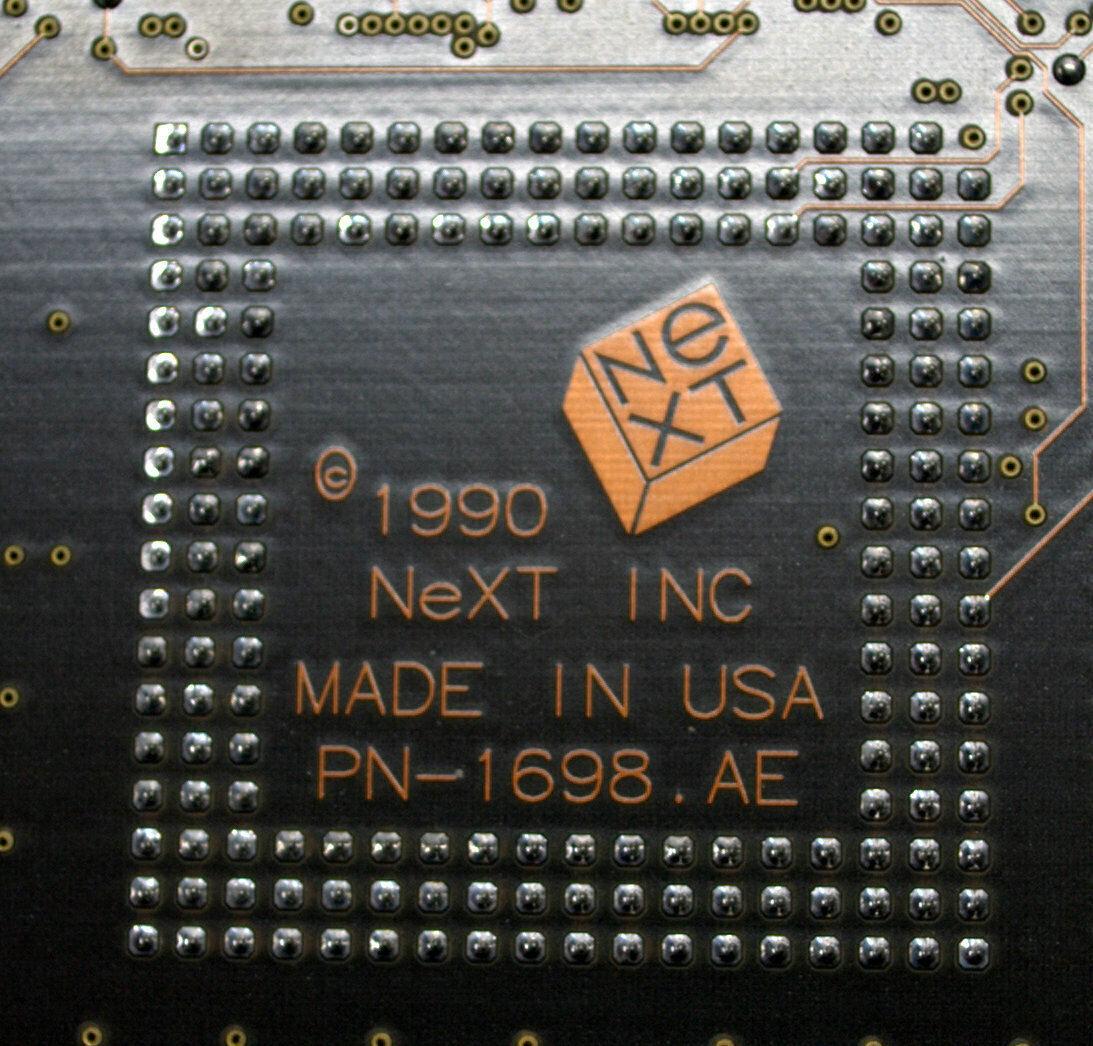 NeXT
© 1990
NeXT INC
MADE IN USA
PN-1698.AE